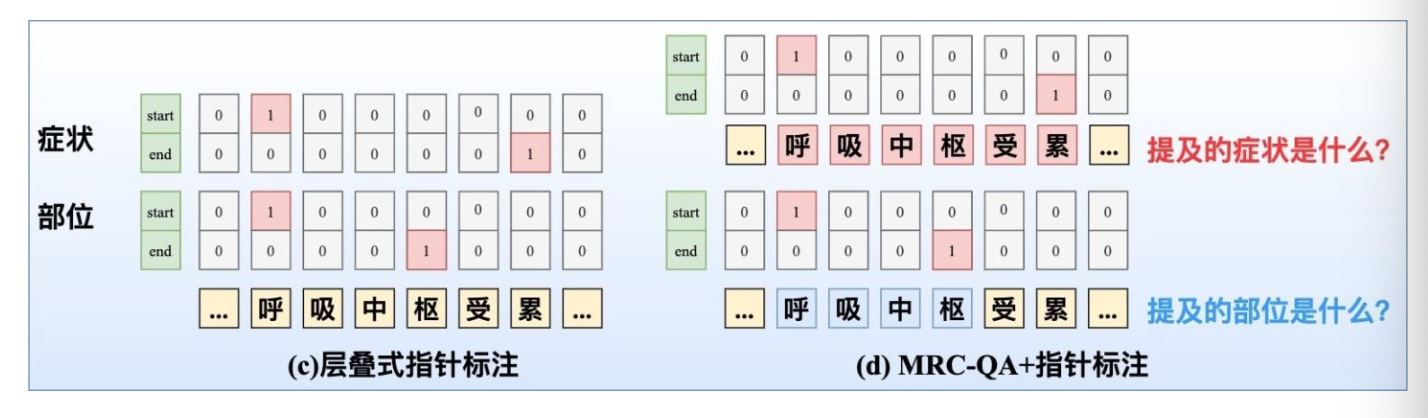 症状
start 0 1 0 0 0 0 0 0
end 0 0 0 0 0 0 1 0
部位
start 0 1 0 0 0 0 0 0
end 0 0 0 0 1 0 0 0
... 呼 吸 中 枢 受 累 ...
(c)层叠式指针标注
start 0 1 0 0 0 0 0 0
end 0 0 0 0 0 0 1 0
... 呼 吸 中 枢 受 累 ... 提及的症状是什么?
start 0 1 0 0 0 0 0 0
end 0 0 0 0 1 0 0 0
... 呼 吸 中 枢 受 累 ... 提及的部位是什么?
(d) MRC-QA+指针标注